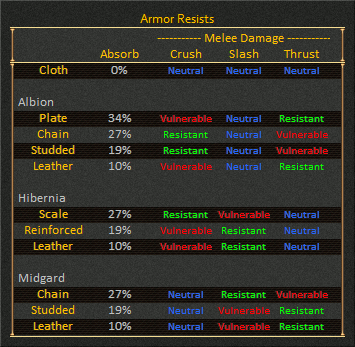 Armor Resists
----------- Melee Damage -----------
Absorb Crush Slash Thrust
Cloth 0% Neutral Neutral Neutral
Albion
Plate 34% Vulnerable Neutral Resistant
Chain 27% Resistant Neutral Vulnerable
Studded 19% Resistant Vulnerable Neutral
Leather 10% Vulnerable Neutral Resistant
Hibernia
Scale 27% Resistant Vulnerable Neutral
Reinforced 19% Vulnerable Resistant Neutral
Leather 10% Vulnerable Resistant Neutral
Midgard
Chain 27% Neutral Resistant Vulnerable
Studded 19% Neutral Vulnerable Resistant
Leather 10% Neutral Vulnerable Resistant